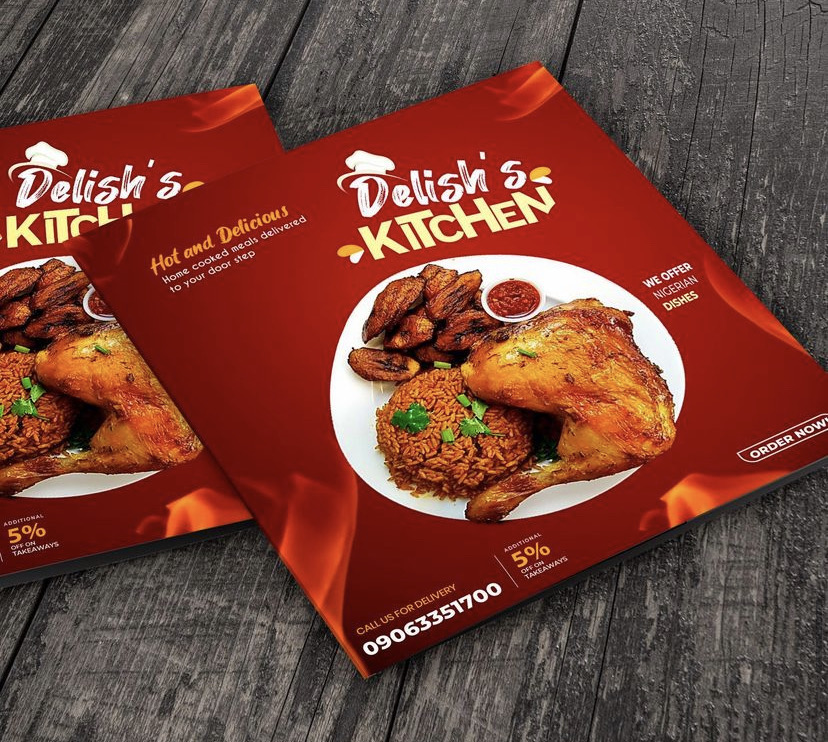 Delish's
KITCH
ADDITIONAL
5%
OFF ON
TAKEAWAYS
Delish's
KITCHEN
Hot and Delicious
Home cooked meals delivered
to your door step
WE OFFER
NIGERIAN
DISHES
ORDER NOW!
CALL US FOR DELIVERY
09063351700
ADDITIONAL
5%
OFF ON
TAKEAWAYS